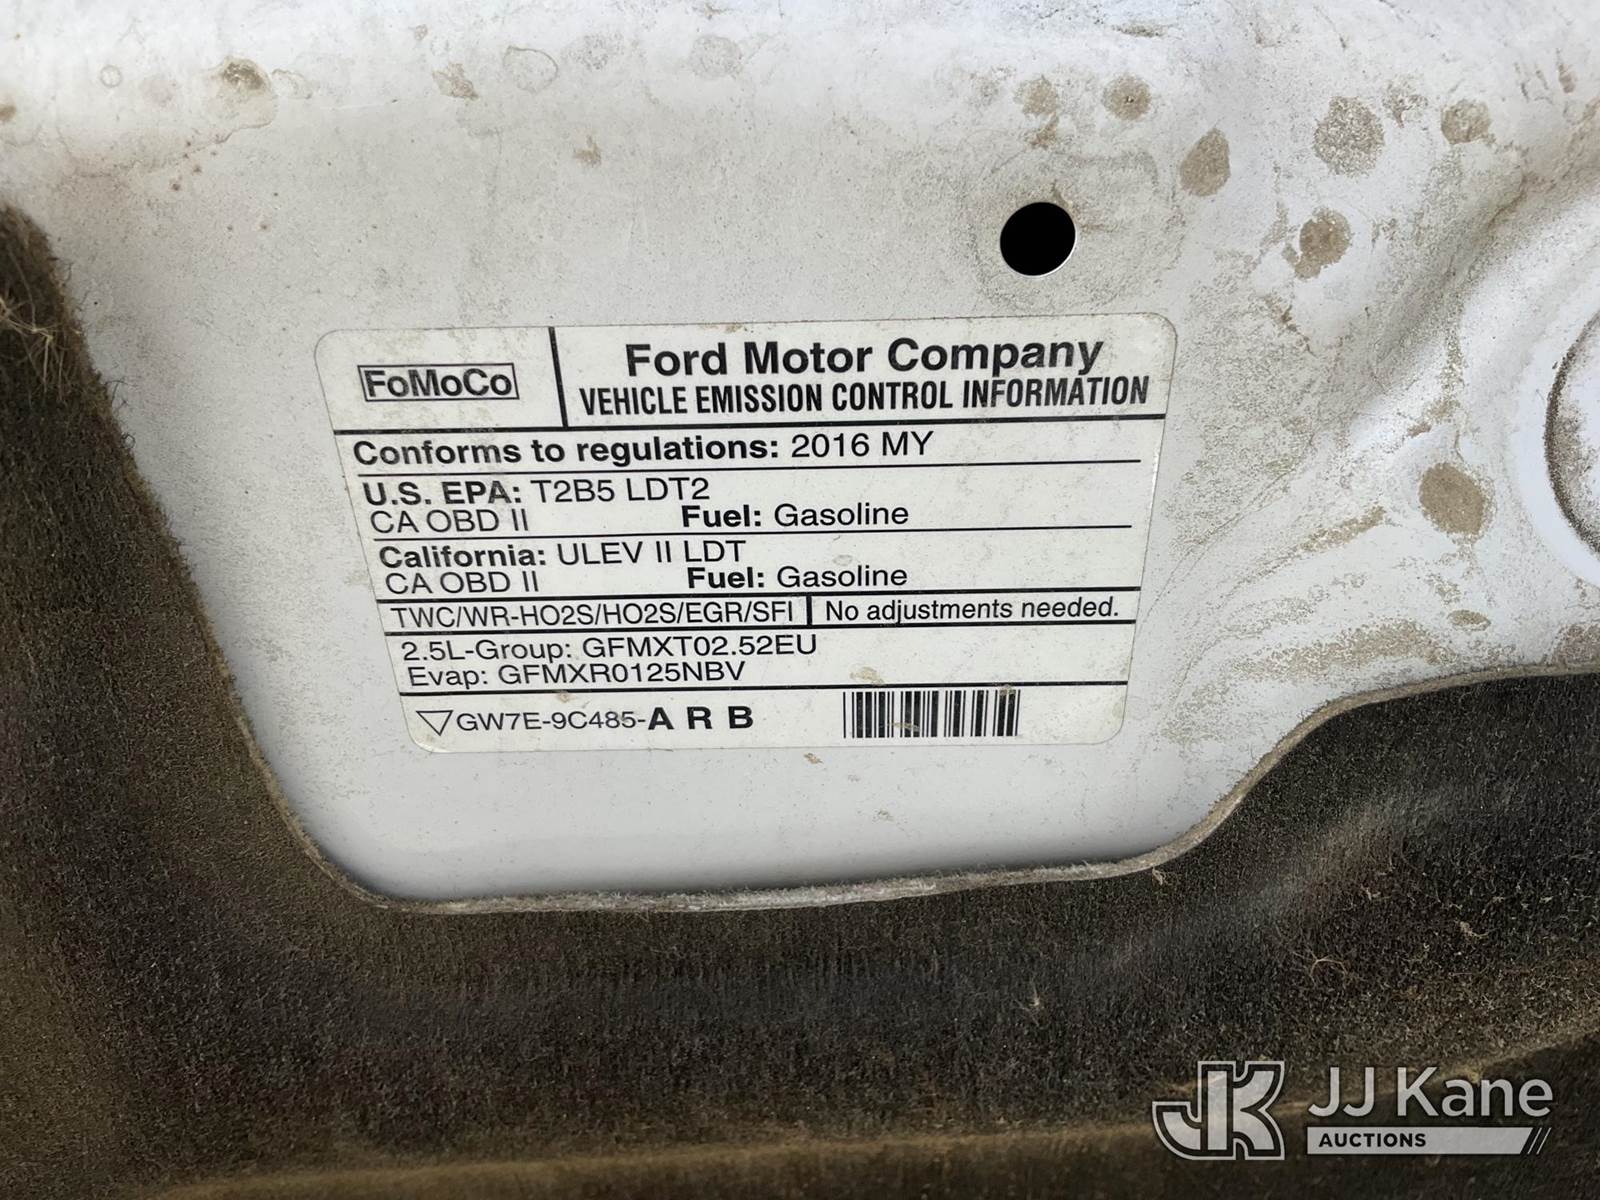 FoMoCo
Ford Motor Company
VEHICLE EMISSION CONTROL INFORMATION
Conforms to regulations: 2016 MY
U.S. EPA: T2B5 LDT2
CA OBD II Fuel: Gasoline
California: ULEV II LDT
CA OBD II Fuel: Gasoline
TWC/WR-HO2S/HO2S/EGR/SFI No adjustments needed.
2.5L-Group: GFMXT02.52EU
Evap: GFMXR0125NBV
GW7E-9C485-A R B
JK JJ Kane
AUCTIONS